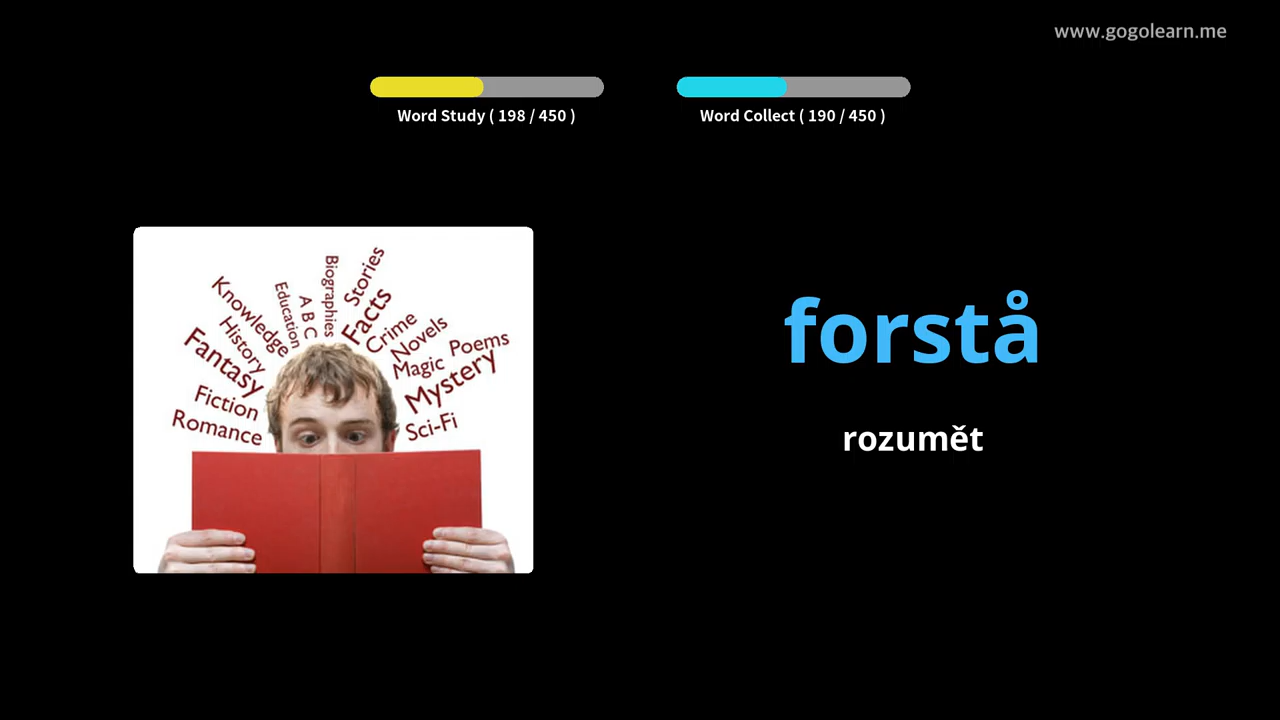 www.gogolearn.me
Word Study ( 198 / 450 )
Word Collect ( 190 / 450 )
Biographies
Stories
Education
A B C
Facts
Knowledge
Crime
History
Novels
Fantasy
Magic
Poems
Mystery
Fiction
Romance
Sci-Fi
forstå
rozumět